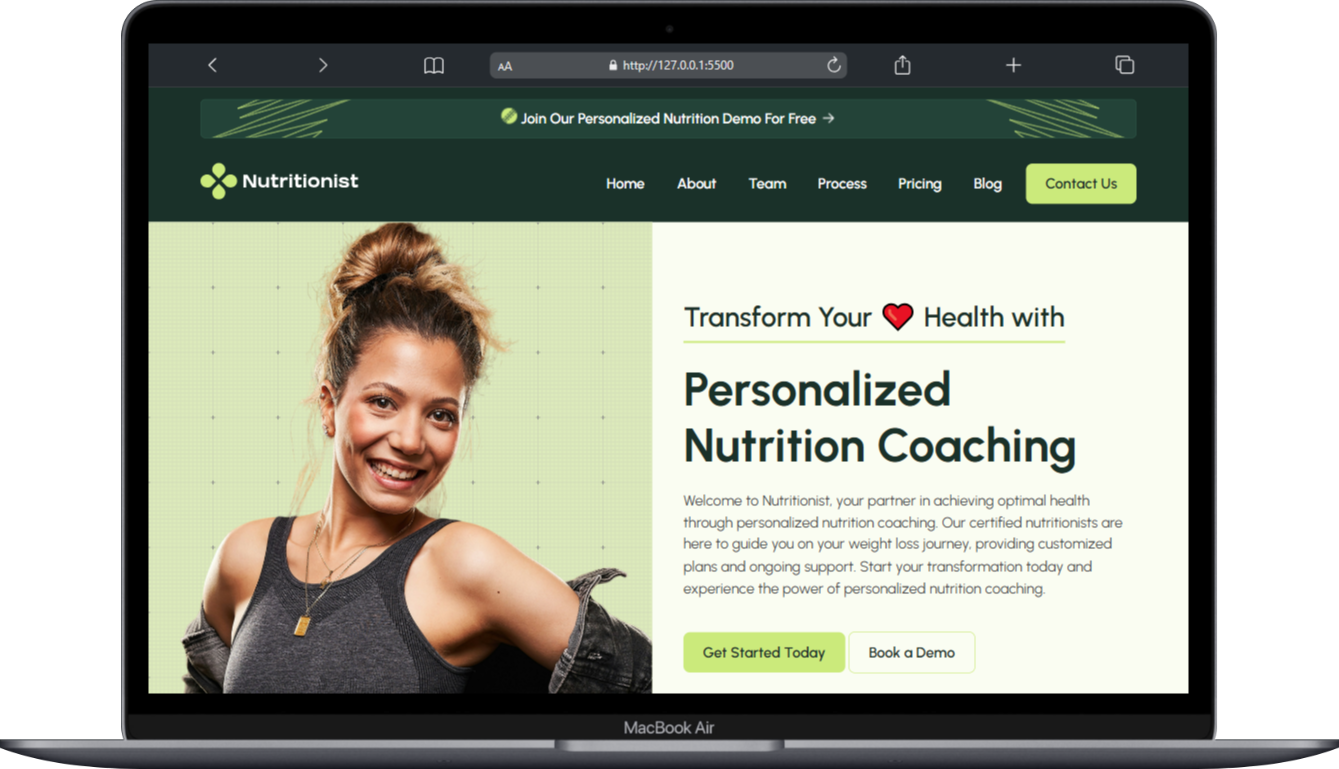 AA
http://127.0.0.1:5500
Join Our Personalized Nutrition Demo For Free →
Nutritionist
Home About Team Process Pricing Blog Contact Us
Transform Your ❤ Health with
Personalized
Nutrition Coaching
Welcome to Nutritionist, your partner in achieving optimal health
through personalized nutrition coaching. Our certified nutritionists are
here to guide you on your weight loss journey, providing customized
plans and ongoing support. Start your transformation today and
experience the power of personalized nutrition coaching.
Get Started Today Book a Demo
MacBook Air